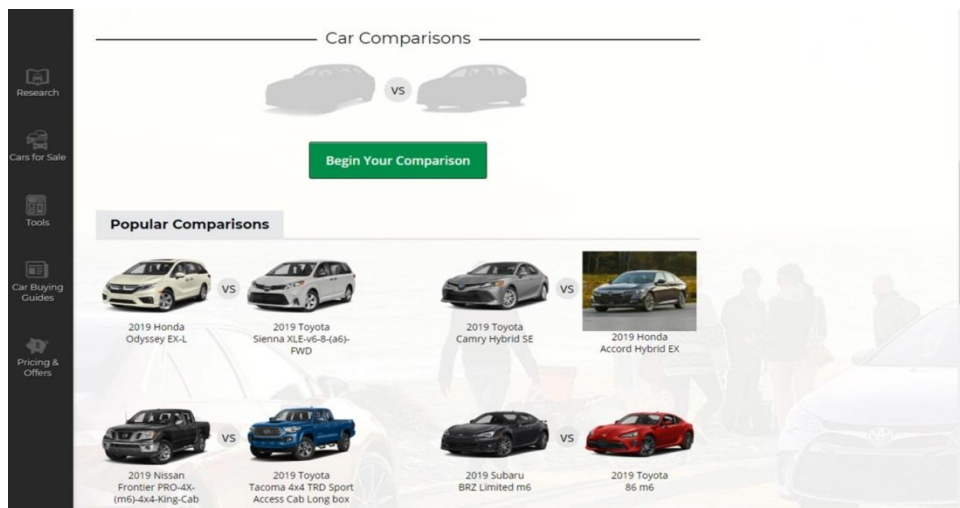 Car Comparisons
VS
Begin Your Comparison
Research
Cars for Sale
Tools
Car Buying
Guides
Pricing &
Offers
Popular Comparisons
VS
2019 Honda
Odyssey EX-L
2019 Toyota
Sienna XLE-v6-8-(a6)-
FWD
VS
2019 Toyota
Camry Hybrid SE
2019 Honda
Accord Hybrid EX
VS
2019 Nissan
Frontier PRO-4X-
(m6)-4x4-King-Cab
2019 Toyota
Tacoma 4x4 TRD Sport
Access Cab Long box
VS
2019 Subaru
BRZ Limited m6
2019 Toyota
86 m6